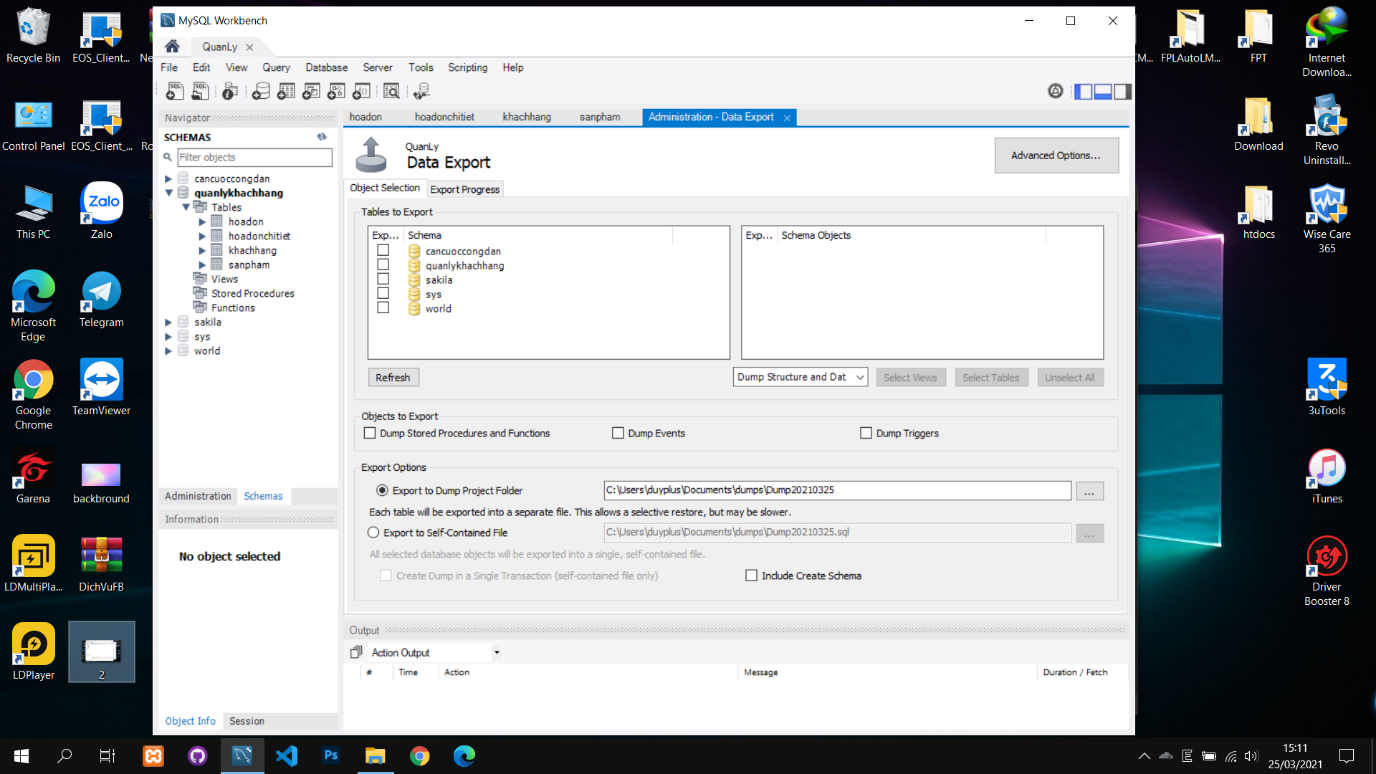 MySQL Workbench
QuanLy
File Edit View Query Database Server Tools Scripting Help
Navigator
SCHEMAS
Filter objects
cancuoccongdan
quanlykhachhang
Tables
hoadon
hoadonchitiet
khachhang
sanpham
Views
Stored Procedures
Functions
sakila
sys
world
Administration Schemas
Information
No object selected
Object Info Session
hoadon hoadonchitiet khachhang sanpham Administration - Data Export
QuanLy
Data Export
Advanced Options...
Object Selection Export Progress
Tables to Export
Exp... Schema
cancuoccongdan
quanlykhachhang
sakila
sys
world
Exp... Schema Objects
Refresh
Dump Structure and Dat
Select Views
Select Tables
Unselect All
Objects to Export
Dump Stored Procedures and Functions
Dump Events
Dump Triggers
Export Options
Export to Dump Project Folder
C:\Users\duyplus\Documents\dumps\Dump20210325
...
Each table will be exported into a separate file. This allows a selective restore, but may be slower.
Export to Self-Contained File
C:\Users\duyplus\Documents\dumps\Dump20210325.sql
...
All selected database objects will be exported into a single, self-contained file.
Create Dump in a Single Transaction (self-contained file only)
Include Create Schema
Output
Action Output
# Time Action Message Duration / Fetch
Recycle Bin
EOS_Client...
Control Panel
EOS_Client_...
This PC
Zalo
Zalo
Microsoft
Edge
Telegram
Google
Chrome
TeamViewer
Garena
backbround
LDMultiPla...
DichVuFB
LDPlayer
2
FPLAutoLM...
FPT
Internet
Downloa...
Download
Revo
Uninstall...
htdocs
Wise Care
365
3uTools
iTunes
Driver
Booster 8
Ps
15:11
25/03/2021